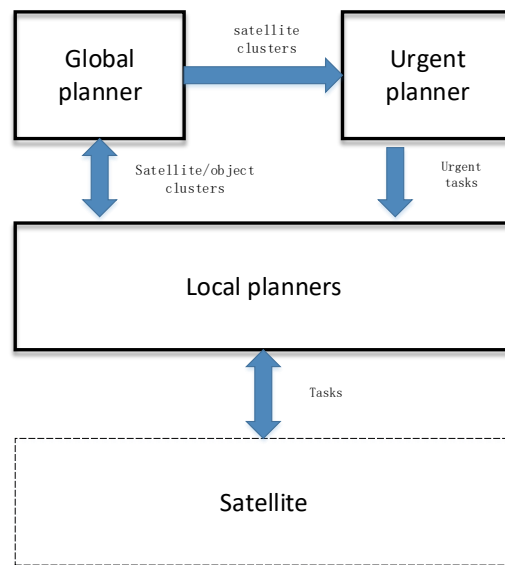 satellite
clusters
Global
planner
Urgent
planner
Satellite/object
clusters
Urgent
tasks
Local planners
Tasks
Satellite